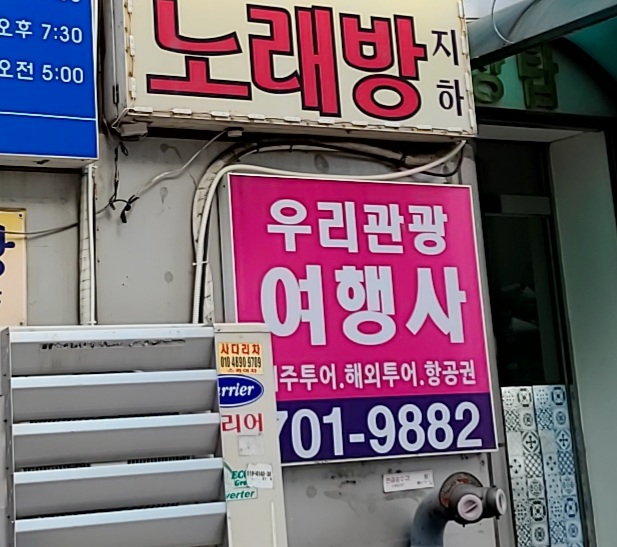 오후 7:30
오전 5:00
노래방
지하
우리관광
여행사
주투어.해외투어.항공권
701-9882
사다리차
010 4890 9709
rrier
리어